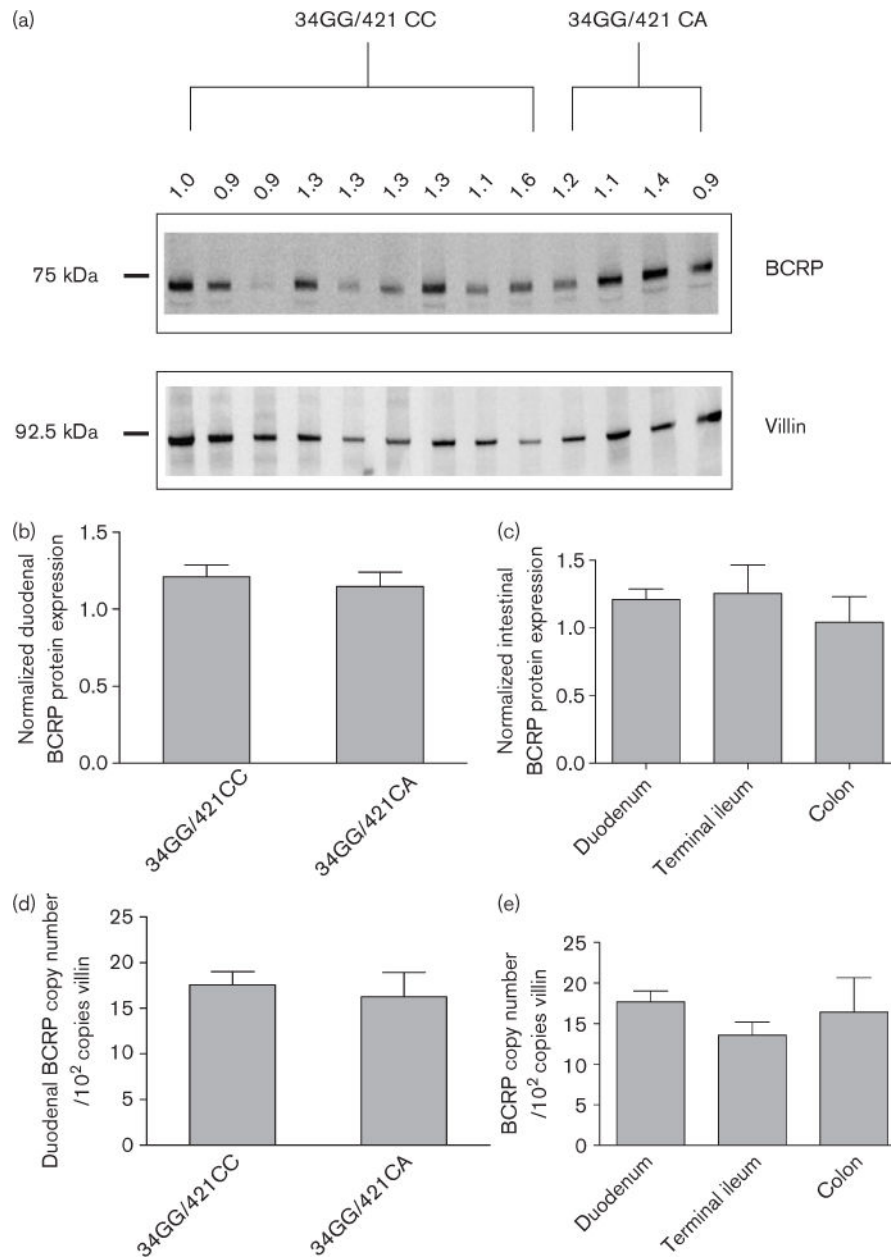 (a)
34GG/421 CC
34GG/421 CA
1.0 0.9 0.9 1.3 1.3 1.3 1.3 1.1 1.6 1.2 1.1 1.4 0.9
75 kDa
BCRP
92.5 kDa
Villin
(b)
Normalized duodenal
BCRP protein expression
1.5
1.0
0.5
0.0
34GG/421CC
34GG/421CA
(c)
Normalized intestinal
BCRP protein expression
1.5
1.0
0.5
0.0
Duodenum
Terminal ileum
Colon
(d)
Duodenal BCRP copy number
/10² copies villin
25
20
15
10
5
0
34GG/421CC
34GG/421CA
(e)
BCRP copy number
/10² copies villin
25
20
15
10
5
0
Duodenum
Terminal ileum
Colon